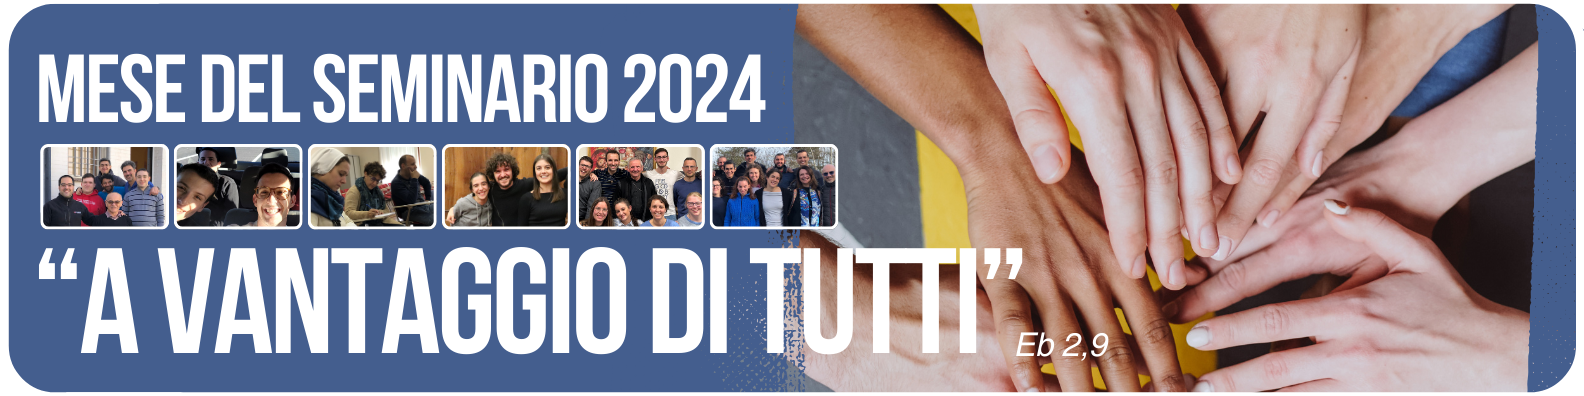 MESE DEL SEMINARIO 2024
“A VANTAGGIO DI TUTTI”
Eb 2,9